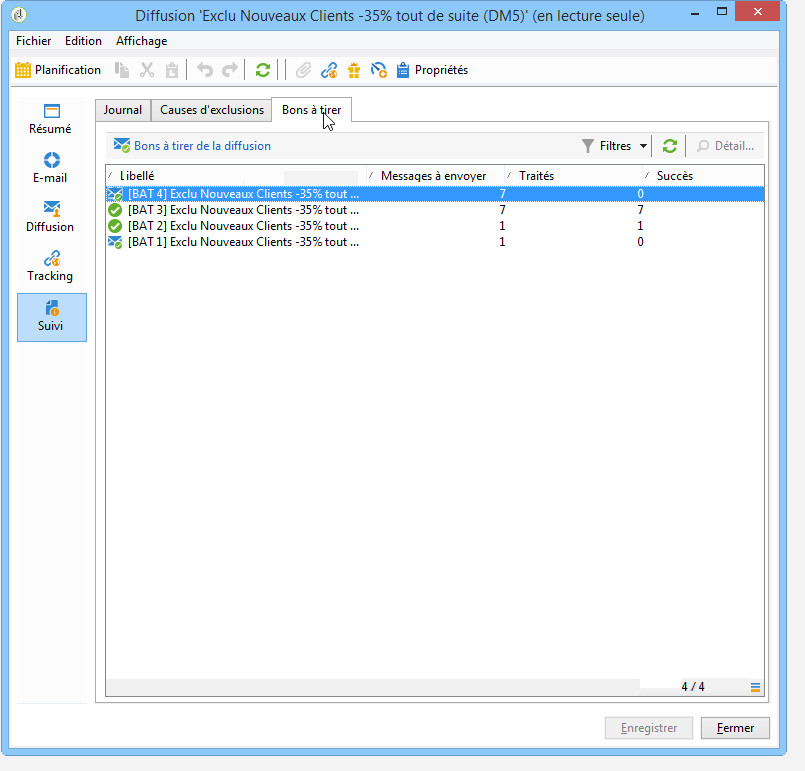 Diffusion 'Exclu Nouveaux Clients -35% tout de suite (DM5)' (en lecture seule)
Fichier Edition Affichage
Planification Propriétés
Résumé
E-mail
Diffusion
Tracking
Suivi
Journal Causes d'exclusions Bons à tirer
Bons à tirer de la diffusion Filtres Détail...
Libellé Messages à envoyer Traités Succès
[BAT 4] Exclu Nouveaux Clients -35% tout ... 7 0
[BAT 3] Exclu Nouveaux Clients -35% tout ... 7 7
[BAT 2] Exclu Nouveaux Clients -35% tout ... 1 1
[BAT 1] Exclu Nouveaux Clients -35% tout ... 1 0
4 / 4
Enregistrer Fermer